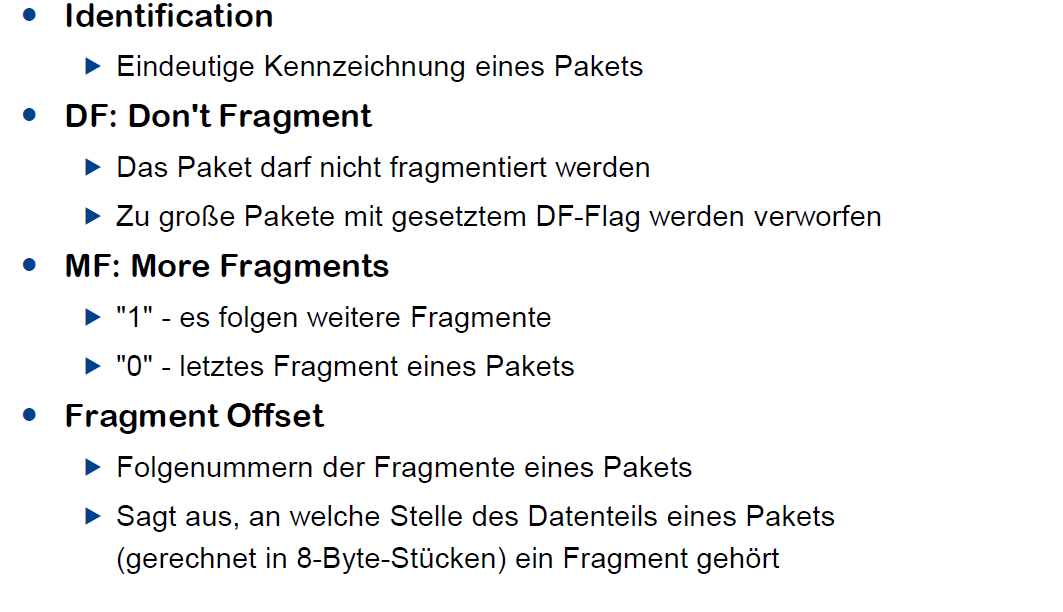 Identification
Eindeutige Kennzeichnung eines Pakets
DF: Don't Fragment
Das Paket darf nicht fragmentiert werden
Zu große Pakete mit gesetztem DF-Flag werden verworfen
MF: More Fragments
"1" - es folgen weitere Fragmente
"0" - letztes Fragment eines Pakets
Fragment Offset
Folgenummern der Fragmente eines Pakets
Sagt aus, an welche Stelle des Datenteils eines Pakets
(gerechnet in 8-Byte-Stücken) ein Fragment gehört